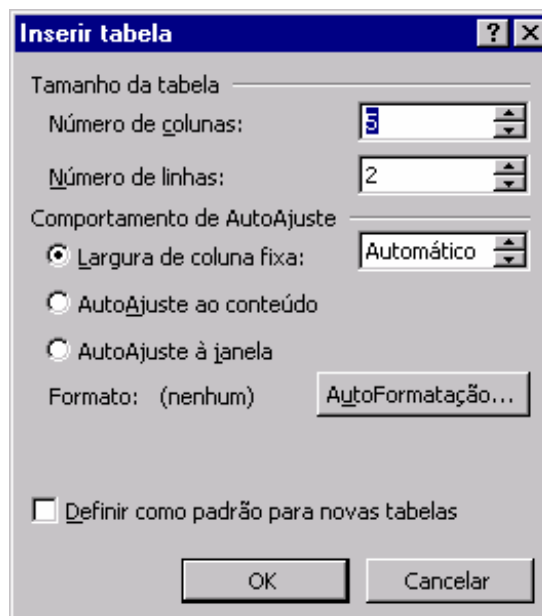 Inserir tabela
Tamanho da tabela
Número de colunas: 5
Número de linhas: 2
Comportamento de AutoAjuste
Largura de coluna fixa: Automático
AutoAjuste ao conteúdo
AutoAjuste à janela
Formato: (nenhum) AutoFormatação...
Definir como padrão para novas tabelas
OK Cancelar